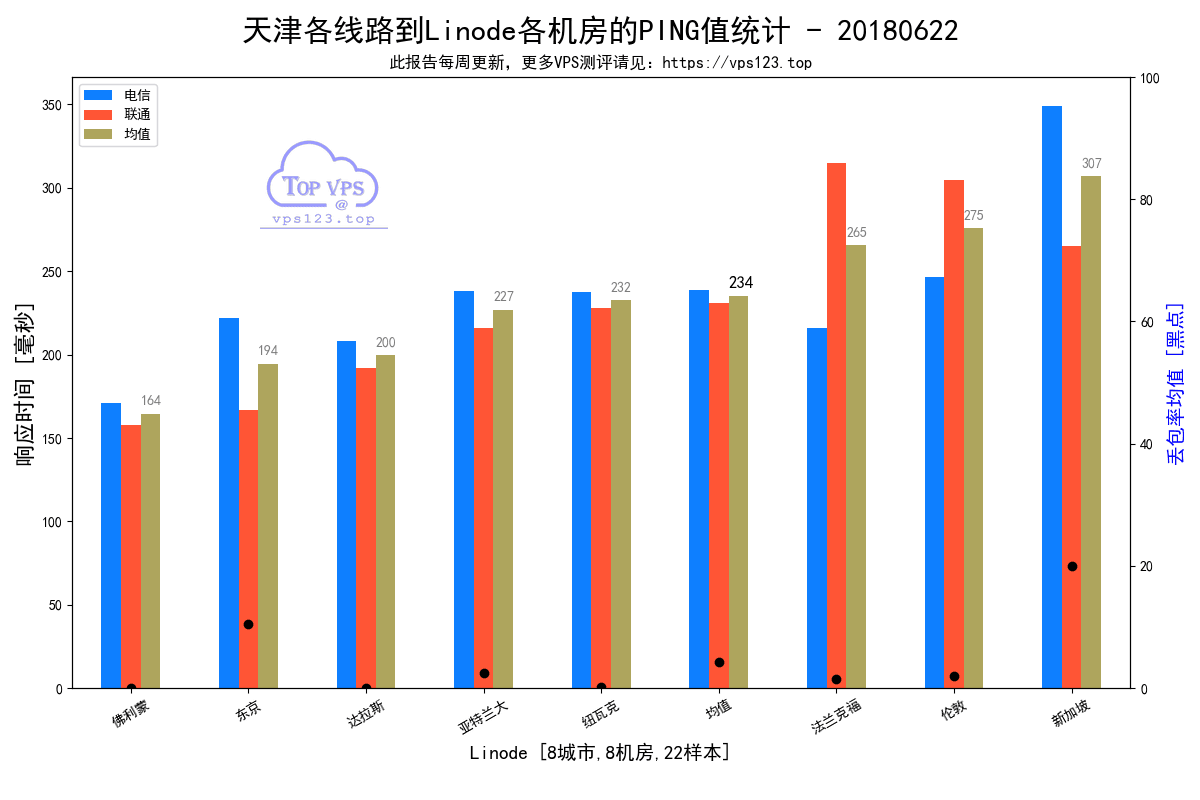 天津各线路到Linode各机房的PING值统计 - 20180622
此报告每周更新，更多VPS测评请见：https://vps123.top
电信
联通
均值
TOP VPS
@
vps123.top
响应时间 [毫秒]
350
300
250
200
150
100
50
0
164
194
200
227
232
234
265
275
307
100
80
60
40
20
0
丢包率均值 [黑点]
佛利蒙
东京
达拉斯
亚特兰大
纽瓦克
均值
法兰克福
伦敦
新加坡
Linode [8城市,8机房,22样本]